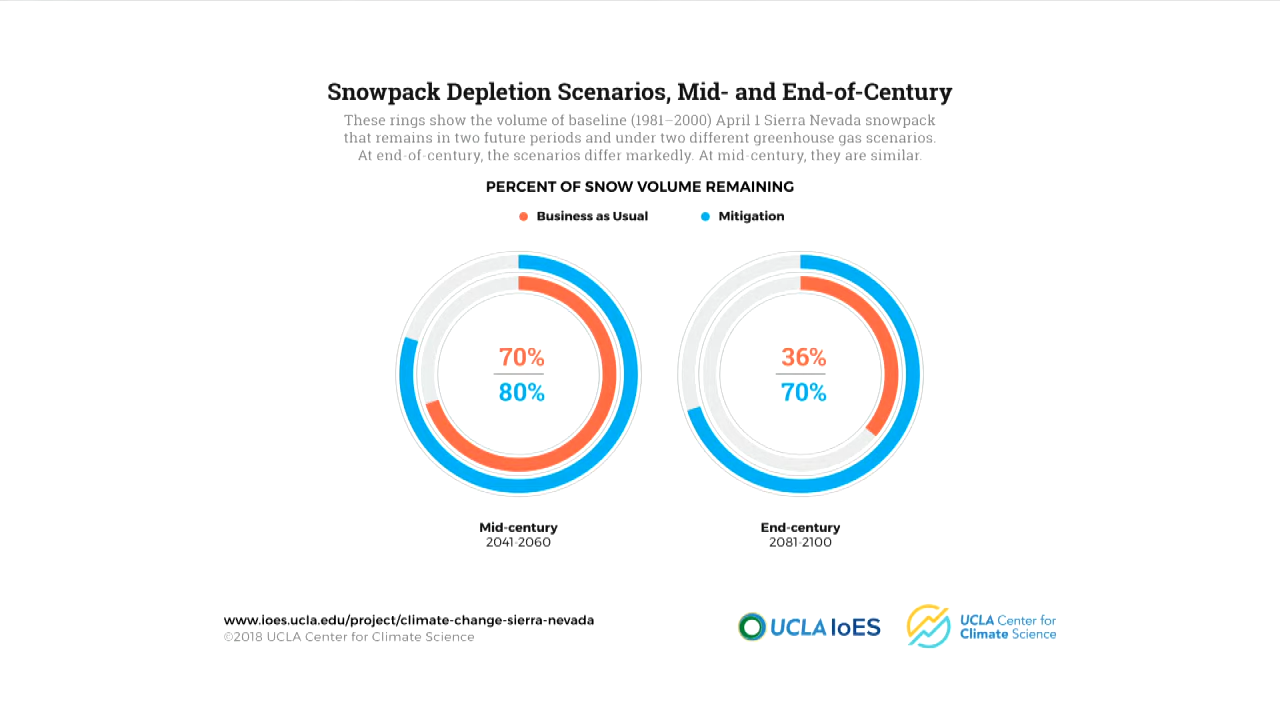 Snowpack Depletion Scenarios, Mid- and End-of-Century
These rings show the volume of baseline (1981–2000) April 1 Sierra Nevada snowpack
that remains in two future periods and under two different greenhouse gas scenarios.
At end-of-century, the scenarios differ markedly. At mid-century, they are similar.
PERCENT OF SNOW VOLUME REMAINING
Business as Usual
Mitigation
70%
80%
36%
70%
Mid-century
2041-2060
End-century
2081-2100
www.ioes.ucla.edu/project/climate-change-sierra-nevada
©2018 UCLA Center for Climate Science
UCLA IoES
UCLA Center for
Climate Science